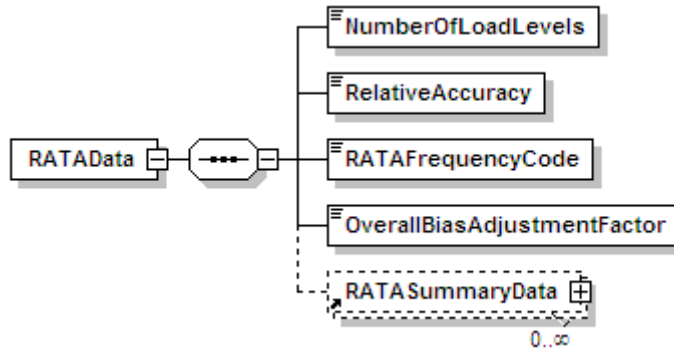 NumberOfLoadLevels
RelativeAccuracy
RATAData
RATAFrequencyCode
OverallBiasAdjustmentFactor
RATASummaryData
0..∞